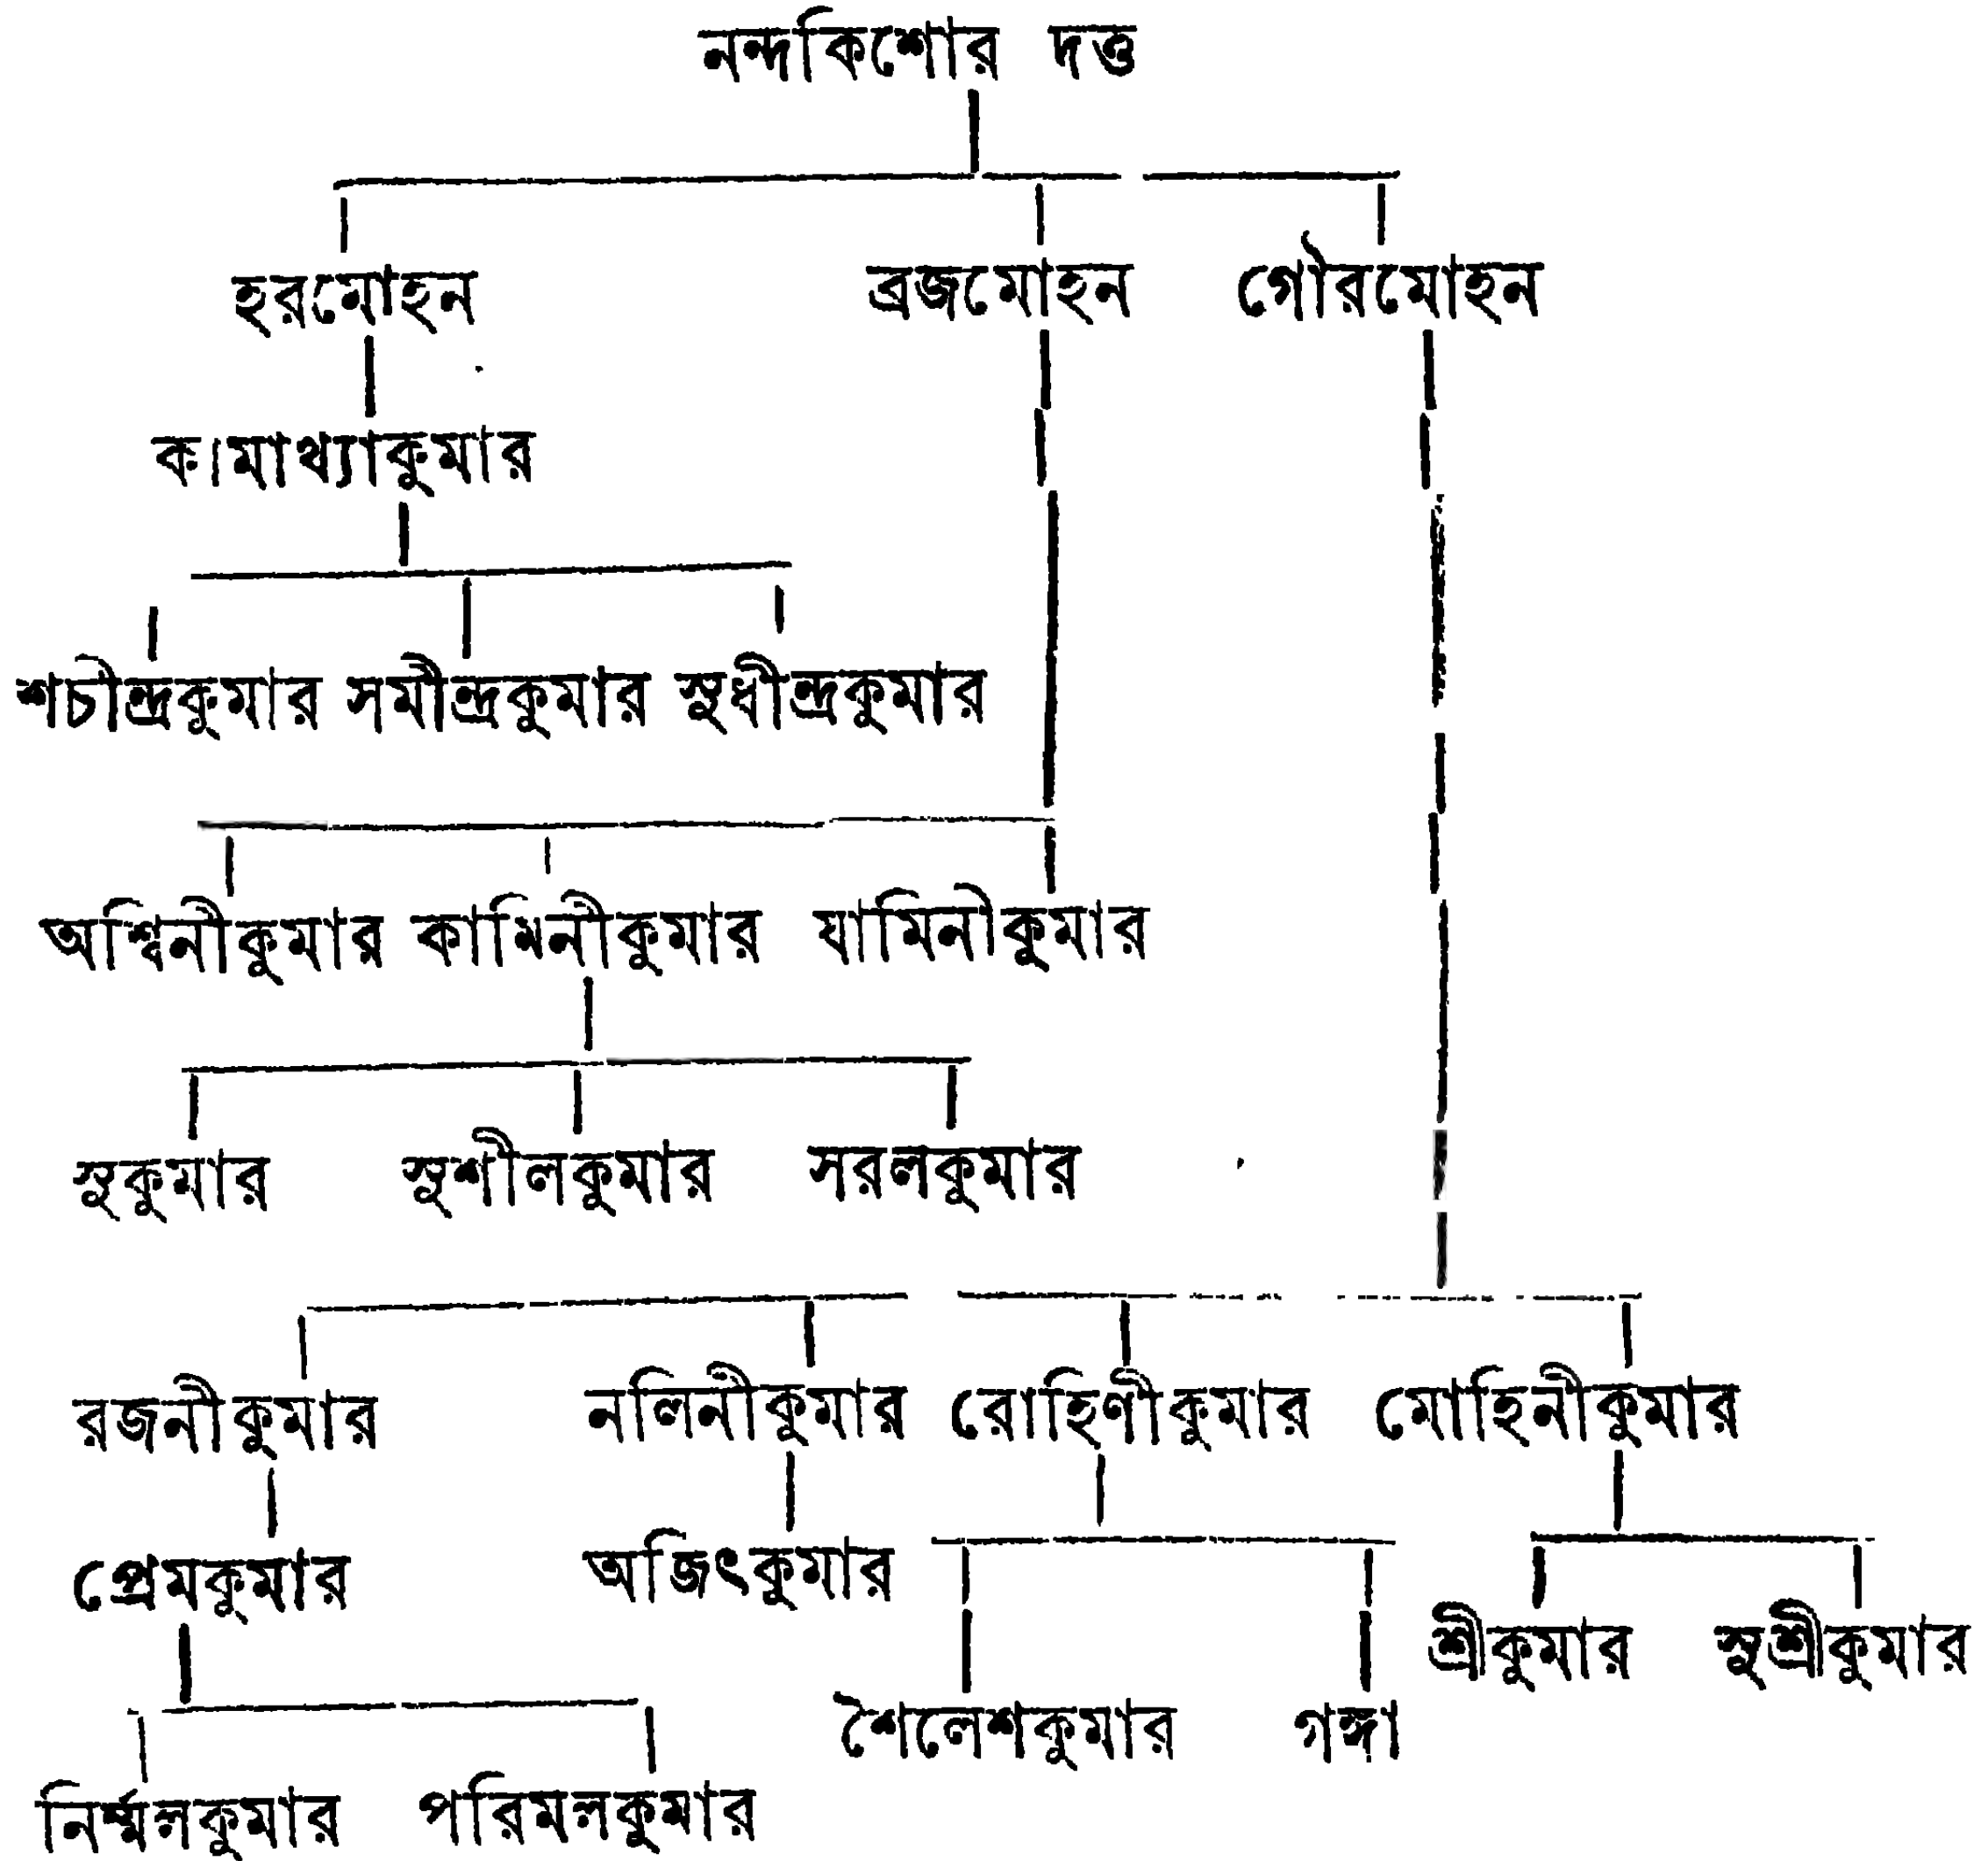 নন্দকিশোর দত্ত
হরমোহন ব্রজমোহন গৌরমোহন
কামাখ্যাকুমার
শচীন্দ্রকুমার সমীন্দ্রকুমার সুধীন্দ্রকুমার
অশ্বিনীকুমার কামিনীকুমার যামিনীকুমার
সুকুমার সুশীলকুমার সরলকুমার
রজনীকুমার নলিনীকুমার রোহিণীকুমার মোহিনীকুমার
প্রেমকুমার অজিৎকুমার
শ্রীকুমার সুশ্রীকুমার
শৈলেশকুমার গঙ্গা
নির্ম্মলকুমার পরিমলকুমার